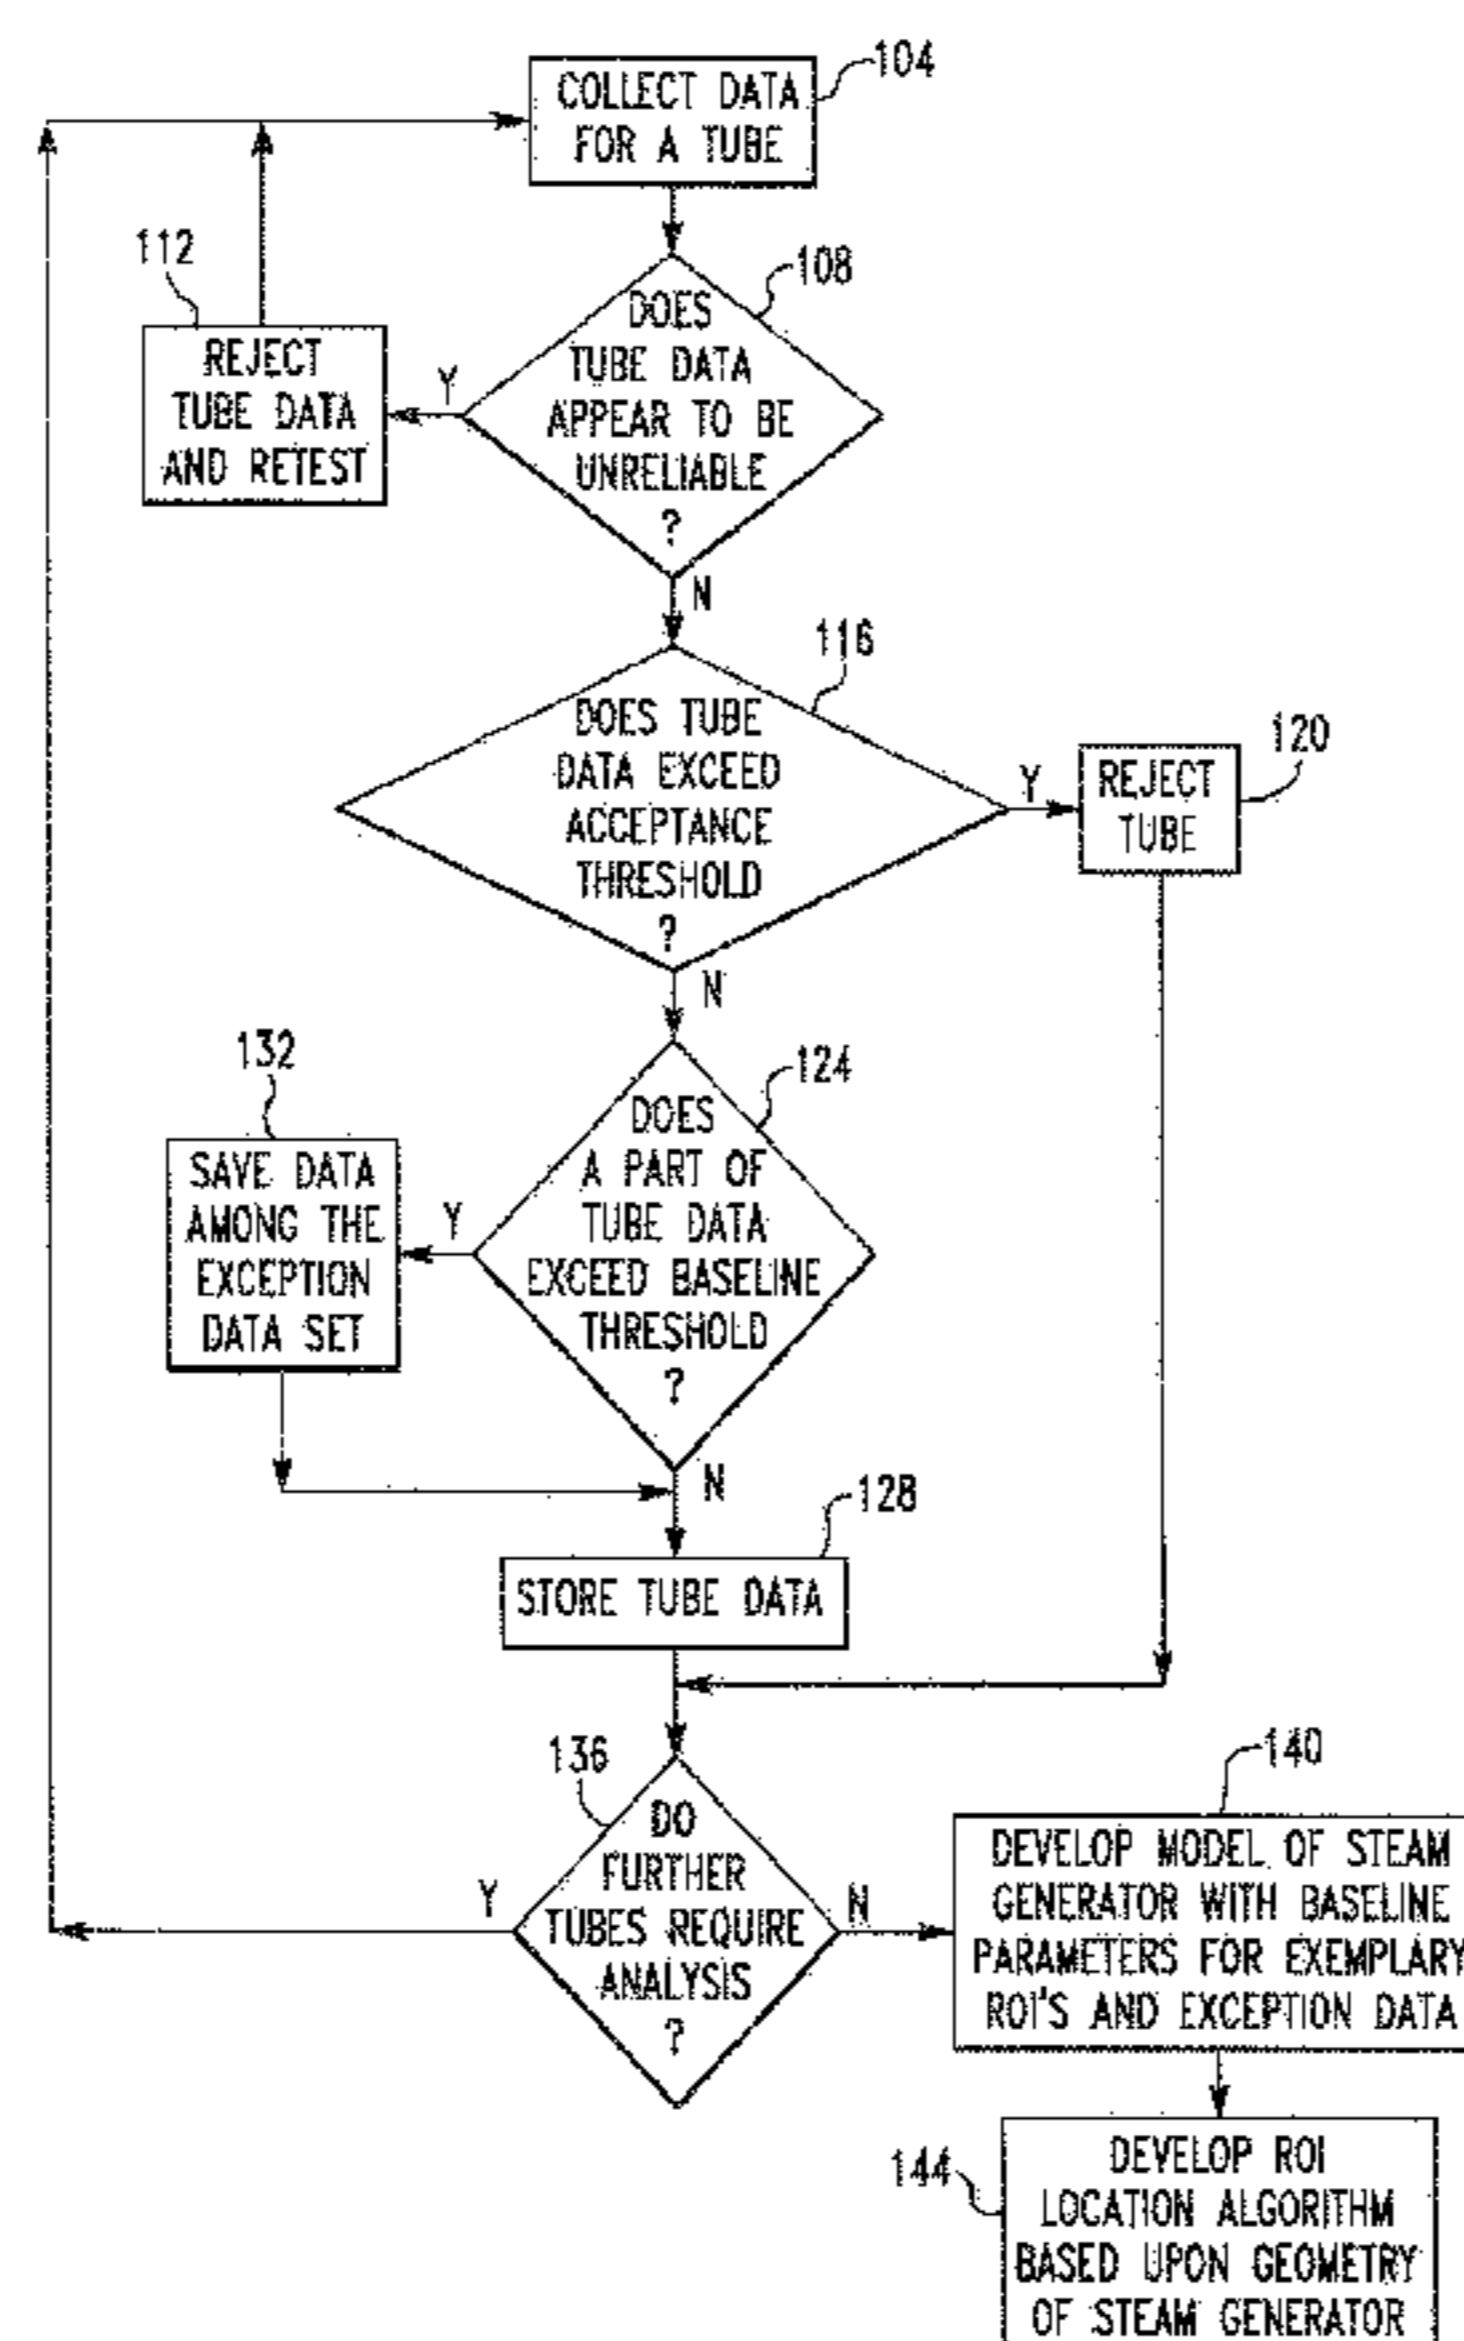 104
COLLECT DATA
FOR A TUBE
112
108
DOES
TUBE DATA
APPEAR TO BE
UNRELIABLE
?
Y
REJECT
TUBE DATA
AND RETEST
N
116
DOES TUBE
DATA EXCEED
ACCEPTANCE
THRESHOLD
?
Y
120
REJECT
TUBE
N
132
124
DOES
A PART OF
TUBE DATA
EXCEED BASELINE
THRESHOLD
?
Y
SAVE DATA
AMONG THE
EXCEPTION
DATA SET
N
128
STORE TUBE DATA
136
DO
FURTHER
TUBES REQUIRE
ANALYSIS
?
Y
N
140
DEVELOP MODEL OF STEAM
GENERATOR WITH BASELINE
PARAMETERS FOR EXEMPLARY
ROI'S AND EXCEPTION DATA
144
DEVELOP ROI
LOCATION ALGORITHM
BASED UPON GEOMETRY
OF STEAM GENERATOR